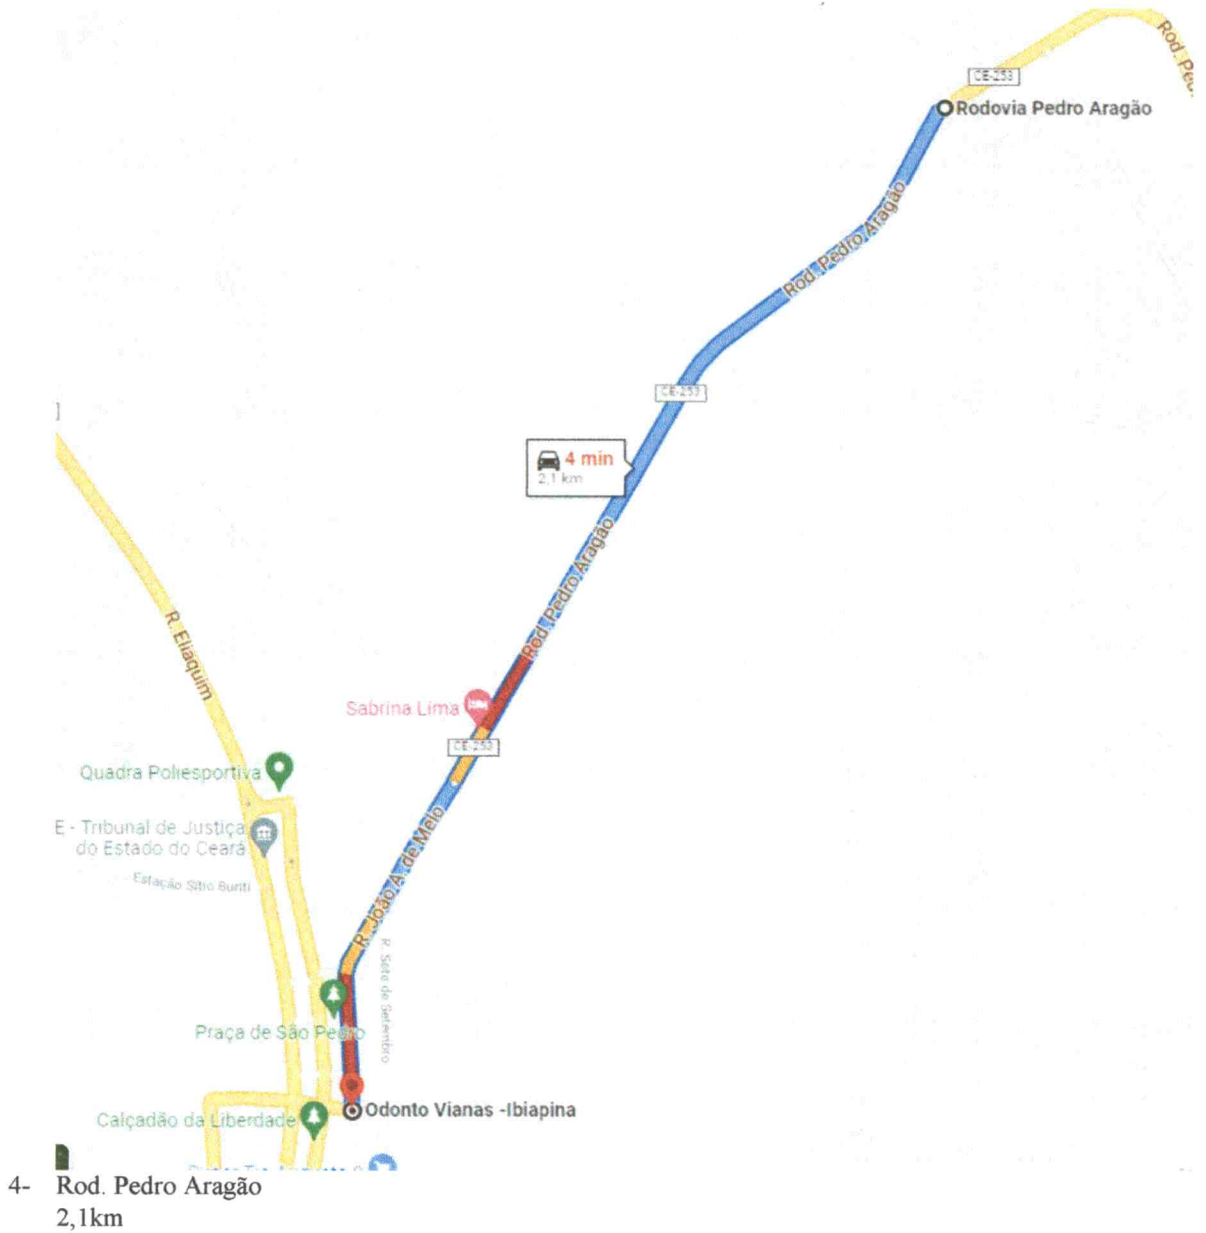 Rod. Ped.
CE-253
Rodovia Pedro Aragão
Rod. Pedro Aragão
CE-253
4 min
2,1 km
Rod. Pedro Aragão
R. Eliaquim
Sabrina Lima
CE-253
Quadra Poliesportiva
E - Tribunal de Justiça
do Estado do Ceará
Estação Sítio Buriti
R. João A. de Melo
R. Sete de Setembro
Praça de São Pedro
Odonto Vianas -Ibiapina
Calçadão da Liberdade
4- Rod. Pedro Aragão
2,1km